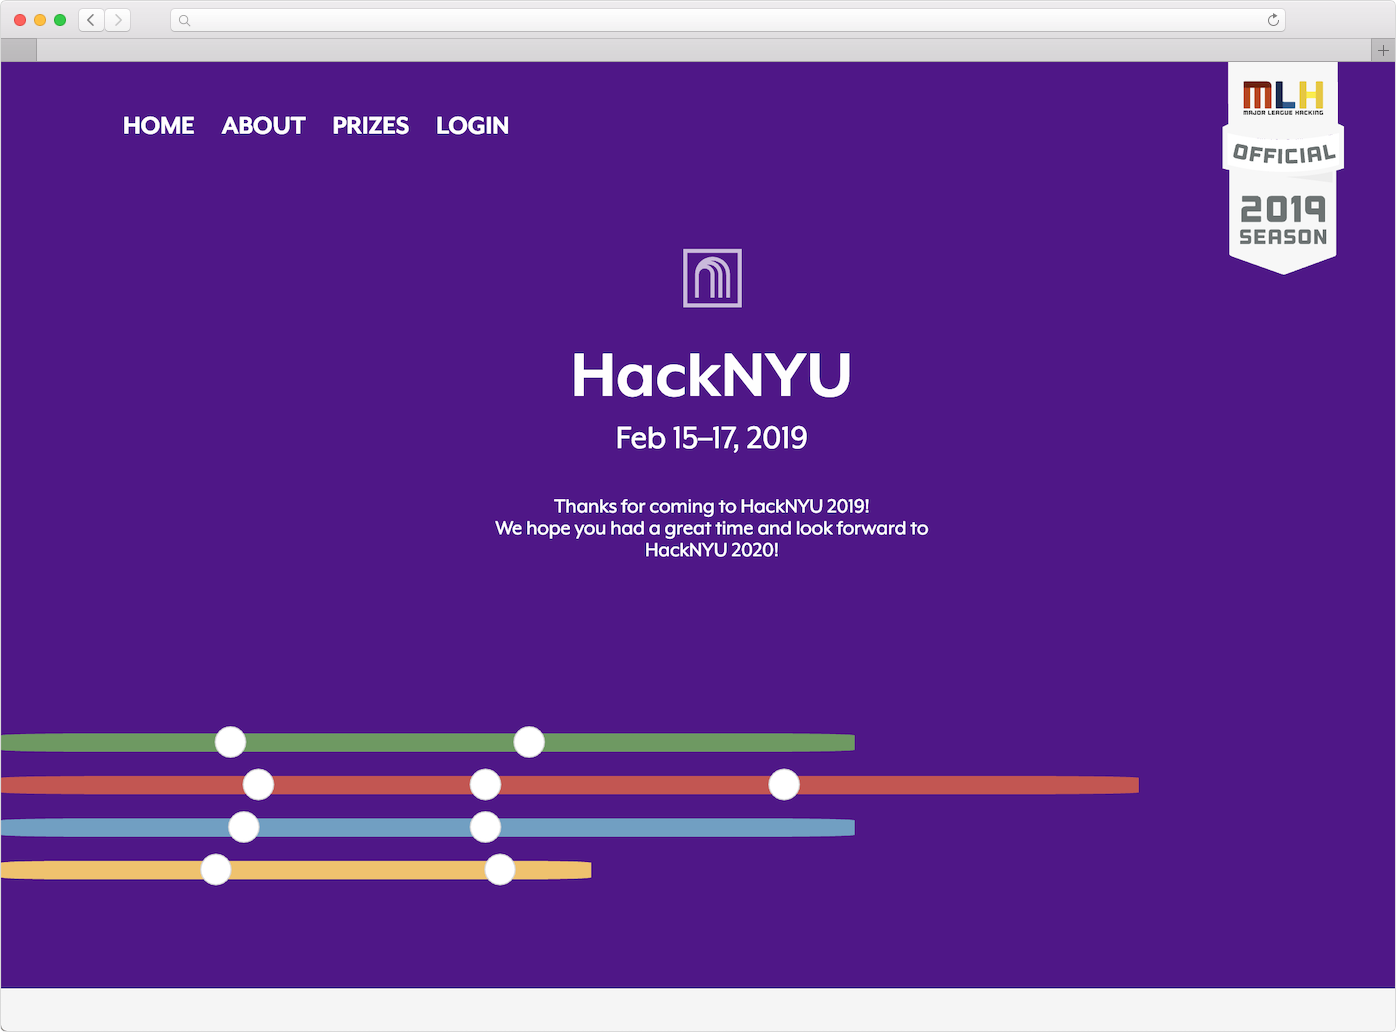 HOME ABOUT PRIZES LOGIN
MLH
MAJOR LEAGUE HACKING
OFFICIAL
2019
SEASON
HackNYU
Feb 15–17, 2019
Thanks for coming to HackNYU 2019!
We hope you had a great time and look forward to
HackNYU 2020!